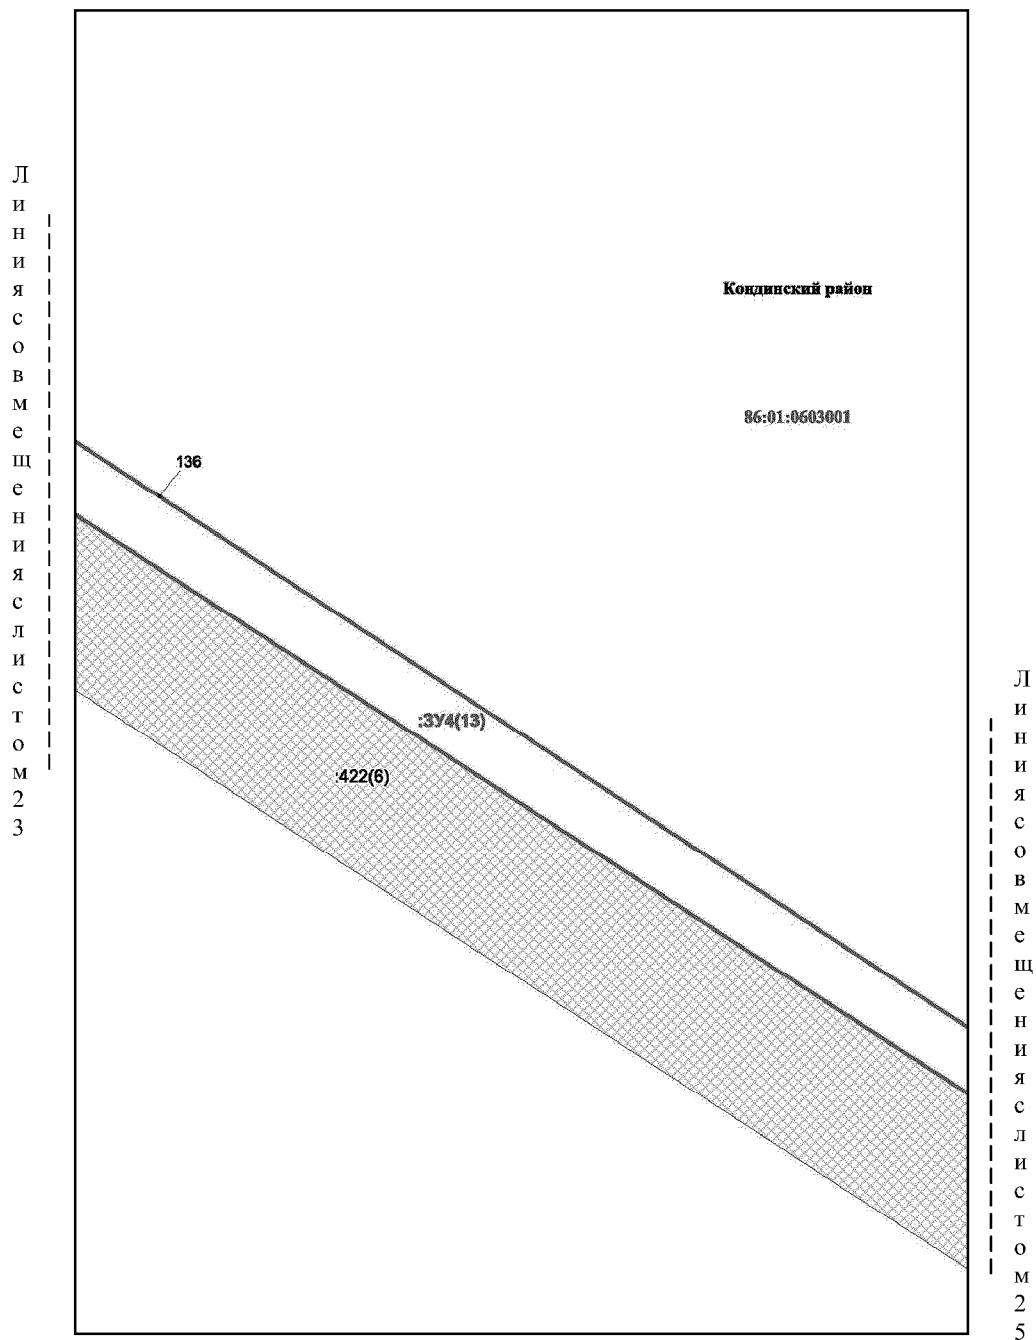 Линия совмещения с листом 23
Кондинский район
86:01:0603001
136
:ЗУ4(13)
:422(6)
Линия совмещения с листом 25